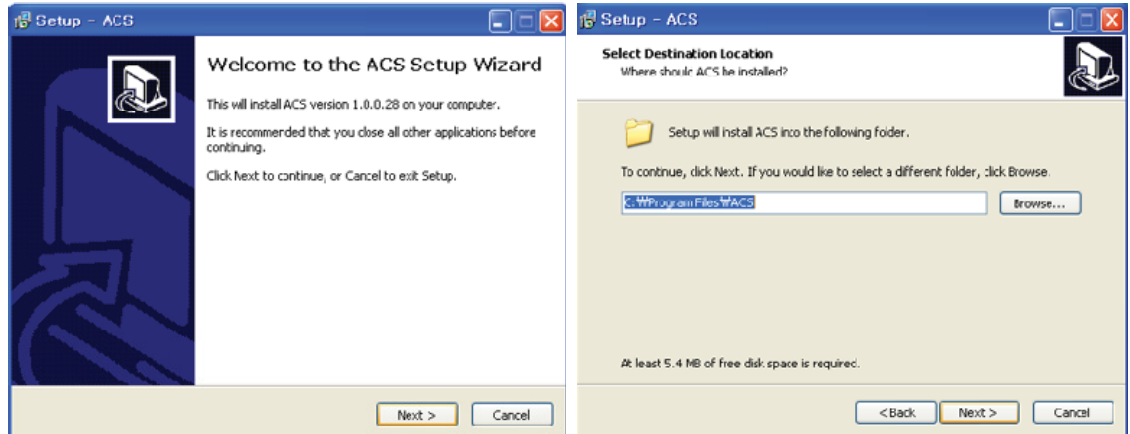 Setup - ACS
Welcome to the ACS Setup Wizard
This will install ACS version 1.0.0.28 on your computer.
It is recommended that you close all other applications before
continuing.
Click Next to continue, or Cancel to exit Setup.
Next >
Cancel
Setup - ACS
Select Destination Location
Where should ACS be installed?
Setup will install ACS into the following folder.
To continue, click Next. If you would like to select a different folder, click Browse.
C:₩Program Files₩ACS
Browse...
At least 5.4 MB of free disk space is required.
< Back
Next >
Cancel